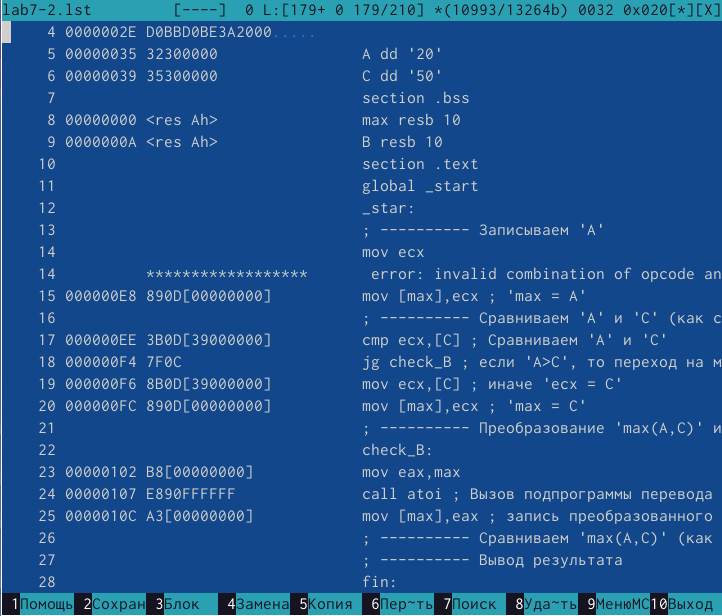 lab7-2.lst [----] 0 L:[179+ 0 179/210] *(10993/13264b) 0032 0x020[*][X]
4 0000002E D0BBD0BE3A2000.....
5 00000035 32300000 A dd '20'
6 00000039 35300000 C dd '50'
7 section .bss
8 00000000 <res Ah> max resb 10
9 0000000A <res Ah> B resb 10
10 section .text
11 global _start
12 _star:
13 ; ---------- Записываем 'A'
14 mov ecx
14 ****************** error: invalid combination of opcode an
15 000000E8 890D[00000000] mov [max],ecx ; 'max = A'
16 ; ---------- Сравниваем 'A' и 'С' (как с
17 000000EE 3B0D[39000000] cmp ecx,[C] ; Сравниваем 'A' и 'С'
18 000000F4 7F0C jg check_B ; если 'A>C', то переход на м
19 000000F6 8B0D[39000000] mov ecx,[C] ; иначе 'ecx = C'
20 000000FC 890D[00000000] mov [max],ecx ; 'max = C'
21 ; ---------- Преобразование 'max(A,C)' и
22 check_B:
23 00000102 B8[00000000] mov eax,max
24 00000107 E890FFFFFF call atoi ; Вызов подпрограммы перевода
25 0000010C A3[00000000] mov [max],eax ; запись преобразованного
26 ; ---------- Сравниваем 'max(A,C)' (как
27 ; ---------- Вывод результата
28 fin:
1Помощь 2Сохран 3Блок 4Замена 5Копия 6Пер~ть 7Поиск 8Уда~ть 9МенюMC 10Выход